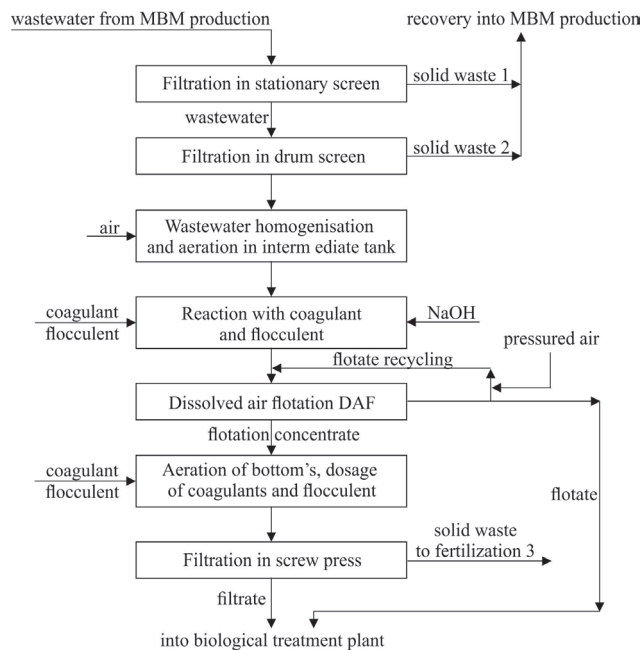 wastewater from MBM production
recovery into MBM production
Filtration in stationary screen
solid waste 1
wastewater
Filtration in drum screen
solid waste 2
air
Wastewater homogenisation
and aeration in interm ediate tank
coagulant
flocculent
Reaction with coagulant
and flocculent
NaOH
pressured air
flotate recycling
Dissolved air flotation DAF
flotation concentrate
coagulant
flocculent
Aeration of bottom's, dosage
of coagulants and flocculent
flotate
Filtration in screw press
solid waste
to fertilization 3
filtrate
into biological treatment plant